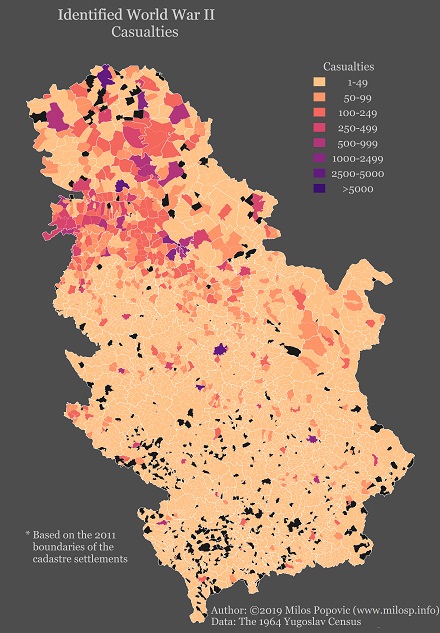 Identified World War II
Casualties
Casualties
1-49
50-99
100-249
250-499
500-999
1000-2499
2500-5000
>5000
* Based on the 2011
boundaries of the
cadastre settlements
Author: ©2019 Milos Popovic (www.milosp.info)
Data: The 1964 Yugoslav Census